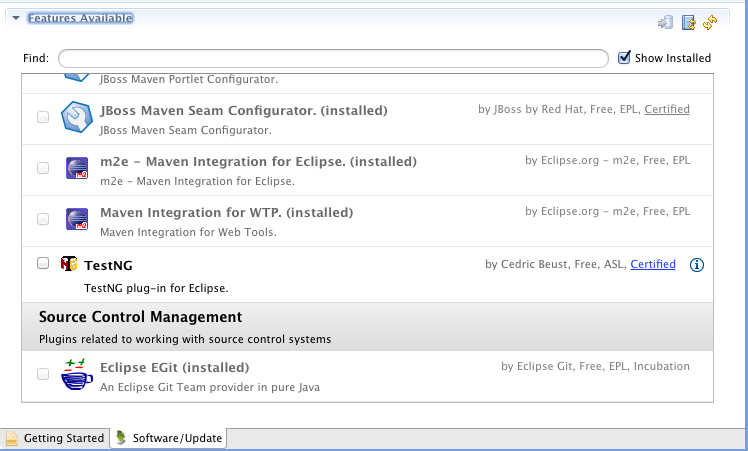 Features Available
Find:
Show Installed
JBoss Maven Portlet Configurator.
JBoss Maven Seam Configurator. (installed) by JBoss by Red Hat, Free, EPL, Certified
JBoss Maven Seam Configurator.
m2e - Maven Integration for Eclipse. (installed) by Eclipse.org - m2e, Free, EPL
m2e - Maven Integration for Eclipse.
Maven Integration for WTP. (installed) by Eclipse.org - m2e, Free, EPL
Maven Integration for Web Tools.
TestNG by Cedric Beust, Free, ASL, Certified
TestNG plug-in for Eclipse.
Source Control Management
Plugins related to working with source control systems
Eclipse EGit (installed) by Eclipse Git, Free, EPL, Incubation
An Eclipse Git Team provider in pure Java
Getting Started Software/Update